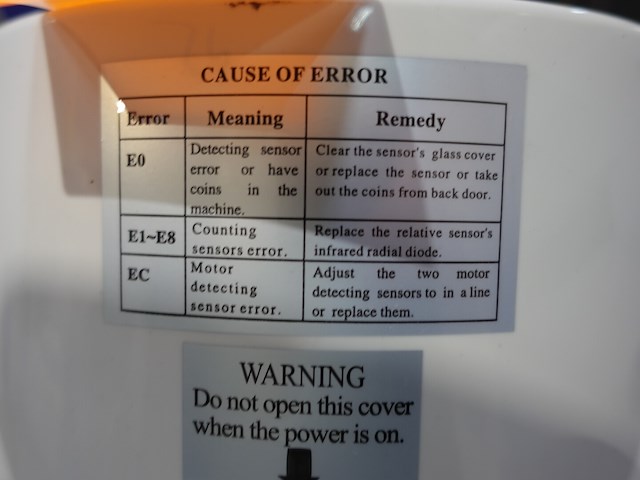 CAUSE OF ERROR
Error Meaning Remedy
E0
Detecting sensor
error or have
coins in the
machine.
Clear the sensor's glass cover
or replace the sensor or take
out the coins from back door.
E1~E8
Counting
sensors error.
Replace the relative sensor's
infrared radial diode.
EC
Motor
detecting
sensor error.
Adjust the two motor
detecting sensors to in a line
or replace them.
WARNING
Do not open this cover
when the power is on.